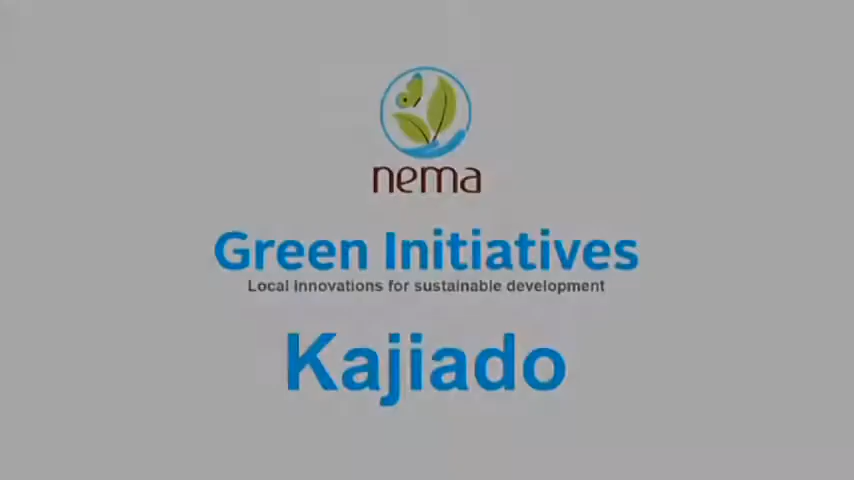 nema
Green Initiatives
Local innovations for sustainable development
Kajiado